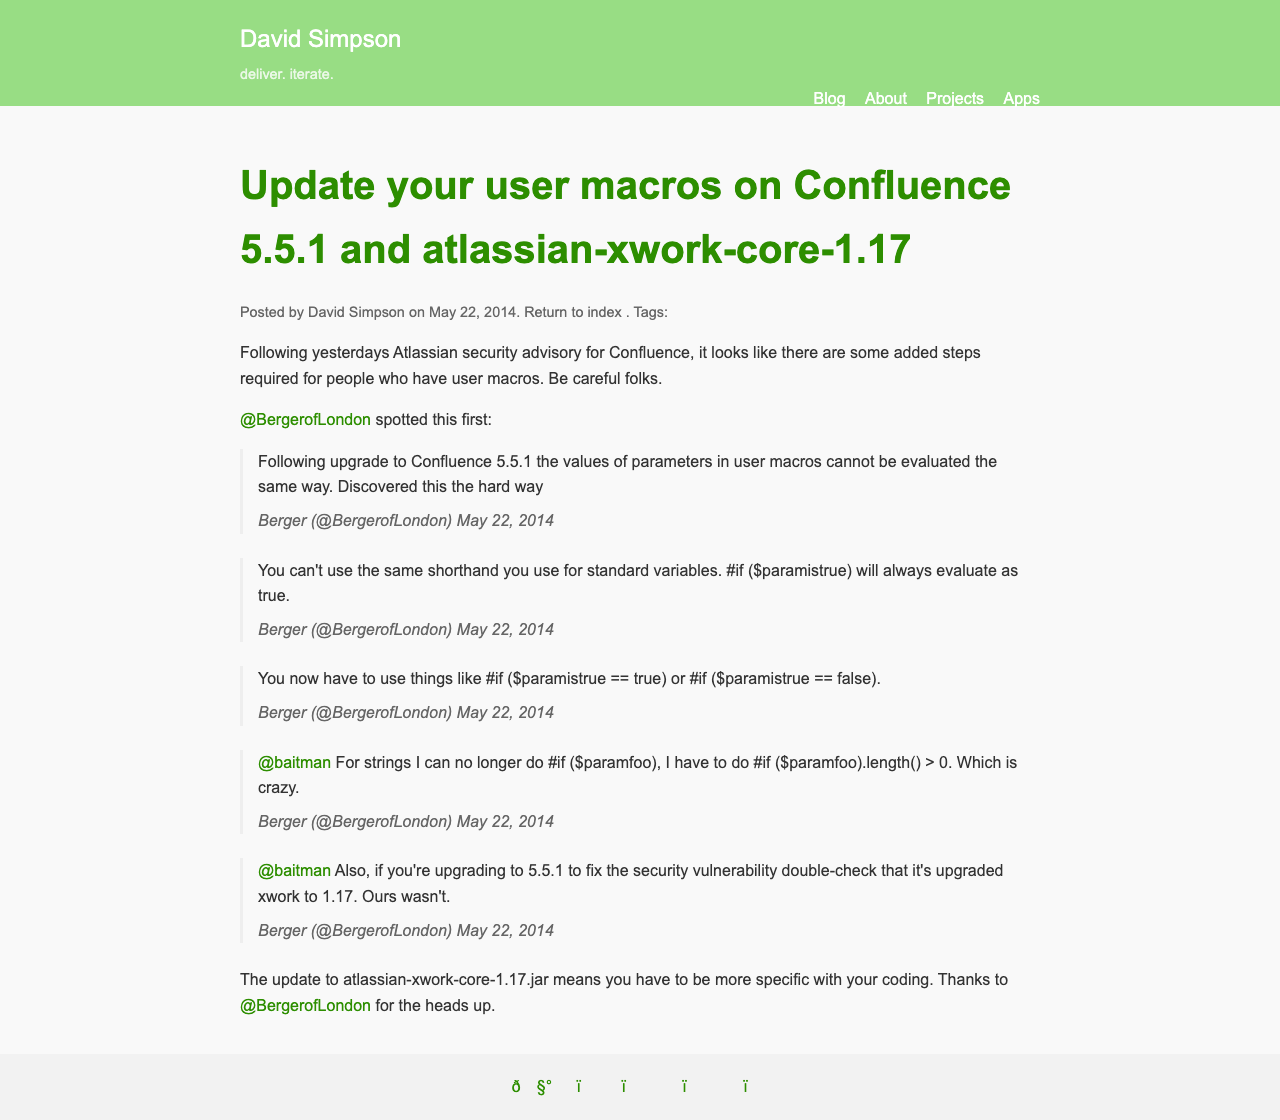 David Simpson
deliver. iterate.
Blog About Projects Apps
Update your user macros on Confluence
5.5.1 and atlassian-xwork-core-1.17
Posted by David Simpson on May 22, 2014. Return to index . Tags:
Following yesterdays Atlassian security advisory for Confluence, it looks like there are some added steps
required for people who have user macros. Be careful folks.
@BergerofLondon spotted this first:
Following upgrade to Confluence 5.5.1 the values of parameters in user macros cannot be evaluated the
same way. Discovered this the hard way
Berger (@BergerofLondon) May 22, 2014
You can't use the same shorthand you use for standard variables. #if ($paramistrue) will always evaluate as
true.
Berger (@BergerofLondon) May 22, 2014
You now have to use things like #if ($paramistrue == true) or #if ($paramistrue == false).
Berger (@BergerofLondon) May 22, 2014
@baitman For strings I can no longer do #if ($paramfoo), I have to do #if ($paramfoo).length() > 0. Which is
crazy.
Berger (@BergerofLondon) May 22, 2014
@baitman Also, if you're upgrading to 5.5.1 to fix the security vulnerability double-check that it's upgraded
xwork to 1.17. Ours wasn't.
Berger (@BergerofLondon) May 22, 2014
The update to atlassian-xwork-core-1.17.jar means you have to be more specific with your coding. Thanks to
@BergerofLondon for the heads up.
ð §° ï ï ï ï